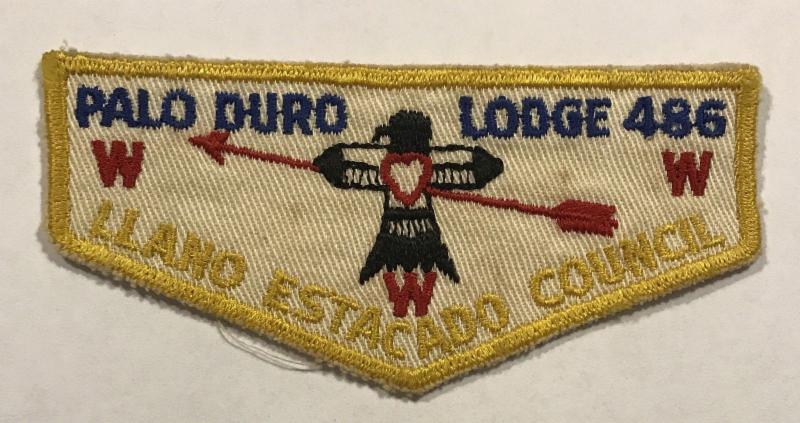 PALO DURO LODGE 486
W W
W
LLANO ESTACADO COUNCIL